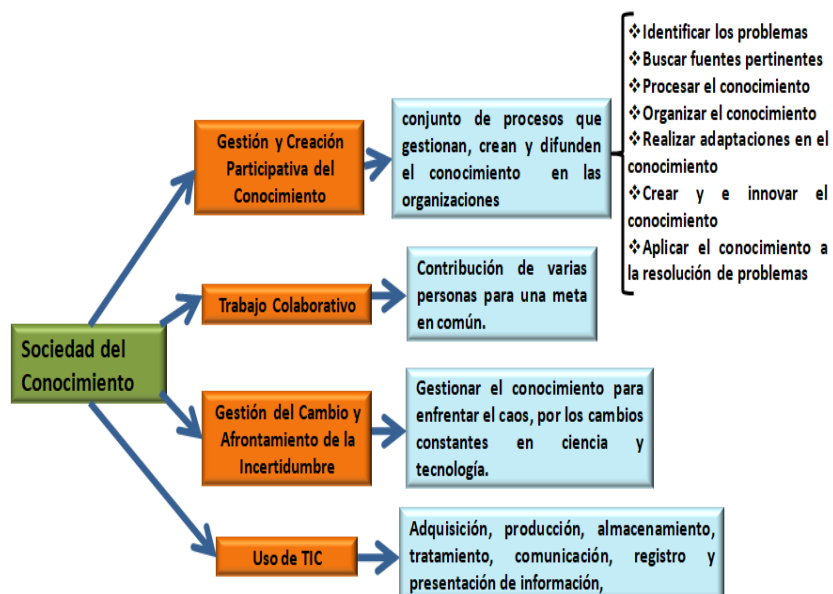 Sociedad del
Conocimiento
Gestión y Creación
Participativa del
Conocimiento
conjunto de procesos que
gestionan, crean y difunden
el conocimiento en las
organizaciones
❖Identificar los problemas
❖Buscar fuentes pertinentes
❖Procesar el conocimiento
❖Organizar el conocimiento
❖Realizar adaptaciones en el
conocimiento
❖Crear y e innovar el
conocimiento
❖Aplicar el conocimiento a
la resolución de problemas
Trabajo Colaborativo
Contribución de varias
personas para una meta
en común.
Gestión del Cambio y
Afrontamiento de la
Incertidumbre
Gestionar el conocimiento para
enfrentar el caos, por los cambios
constantes en ciencia y
tecnología.
Uso de TIC
Adquisición, producción, almacenamiento,
tratamiento, comunicación, registro y
presentación de información,